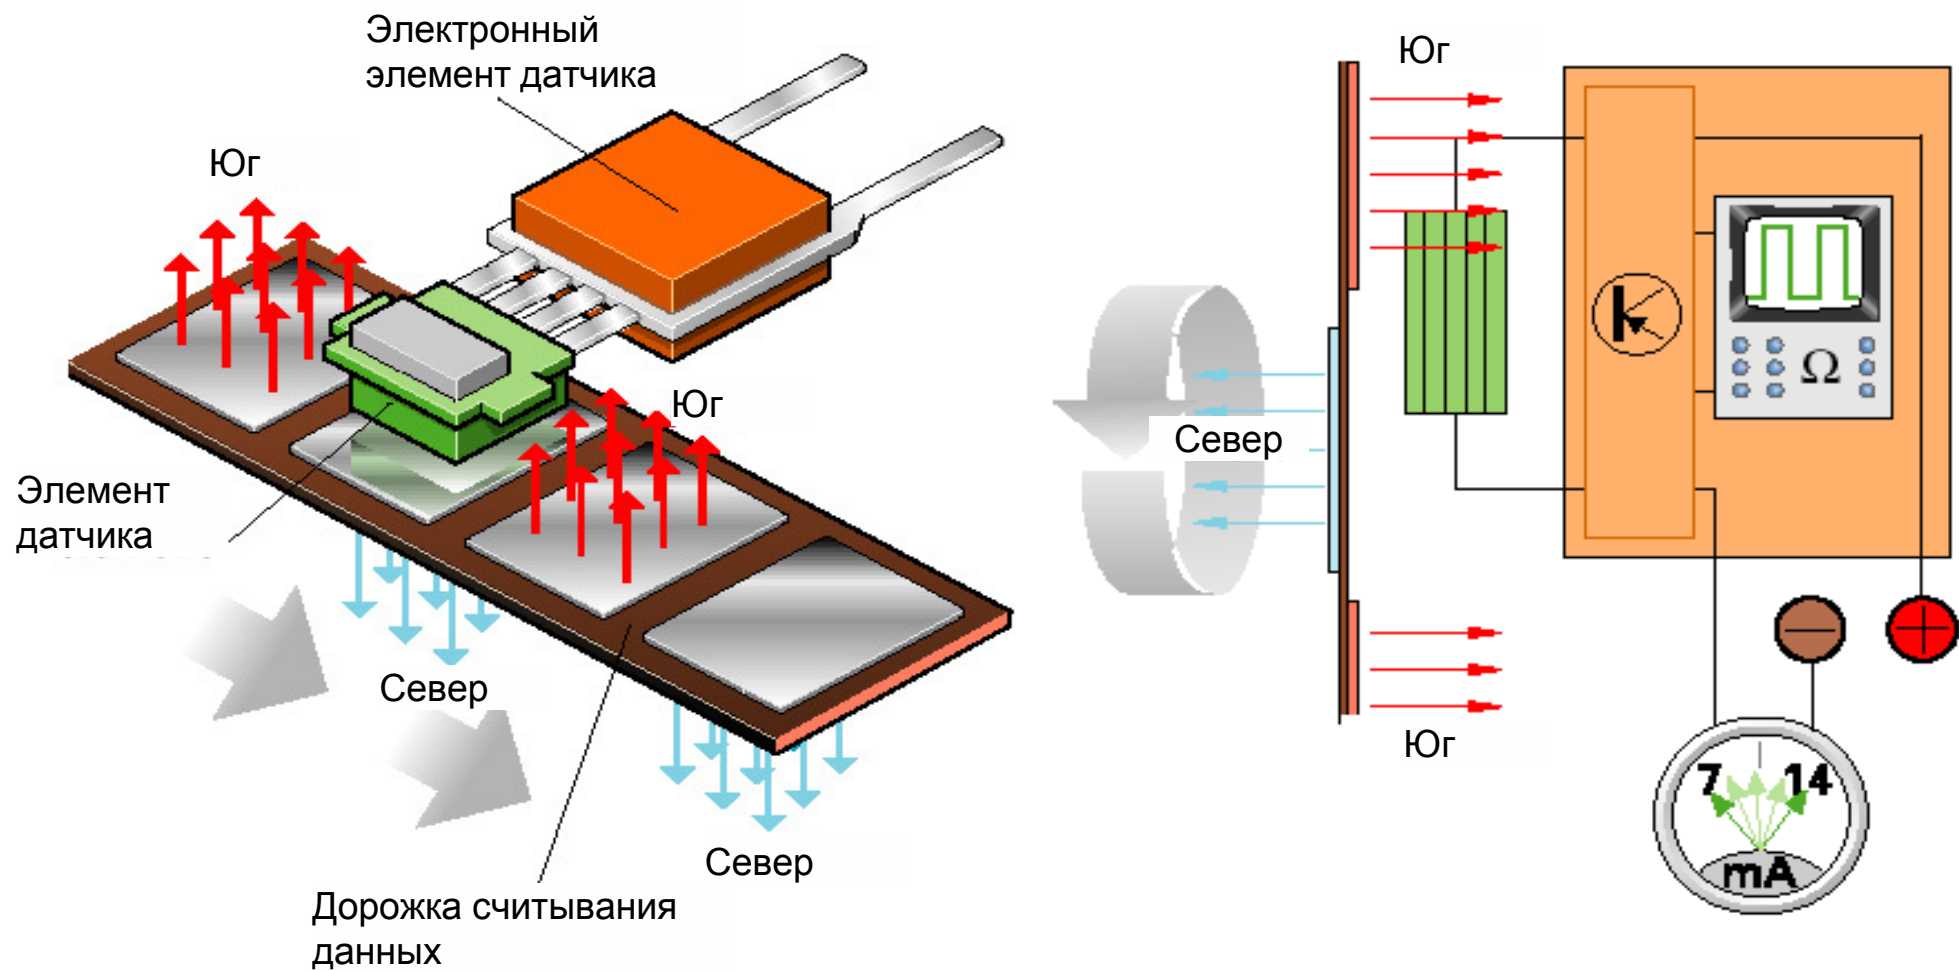 Электронный
элемент датчика
Юг
Юг
Элемент
датчика
Север
Север
Дорожка считывания
данных
Юг
Север
Ω
Юг
7 14
mA